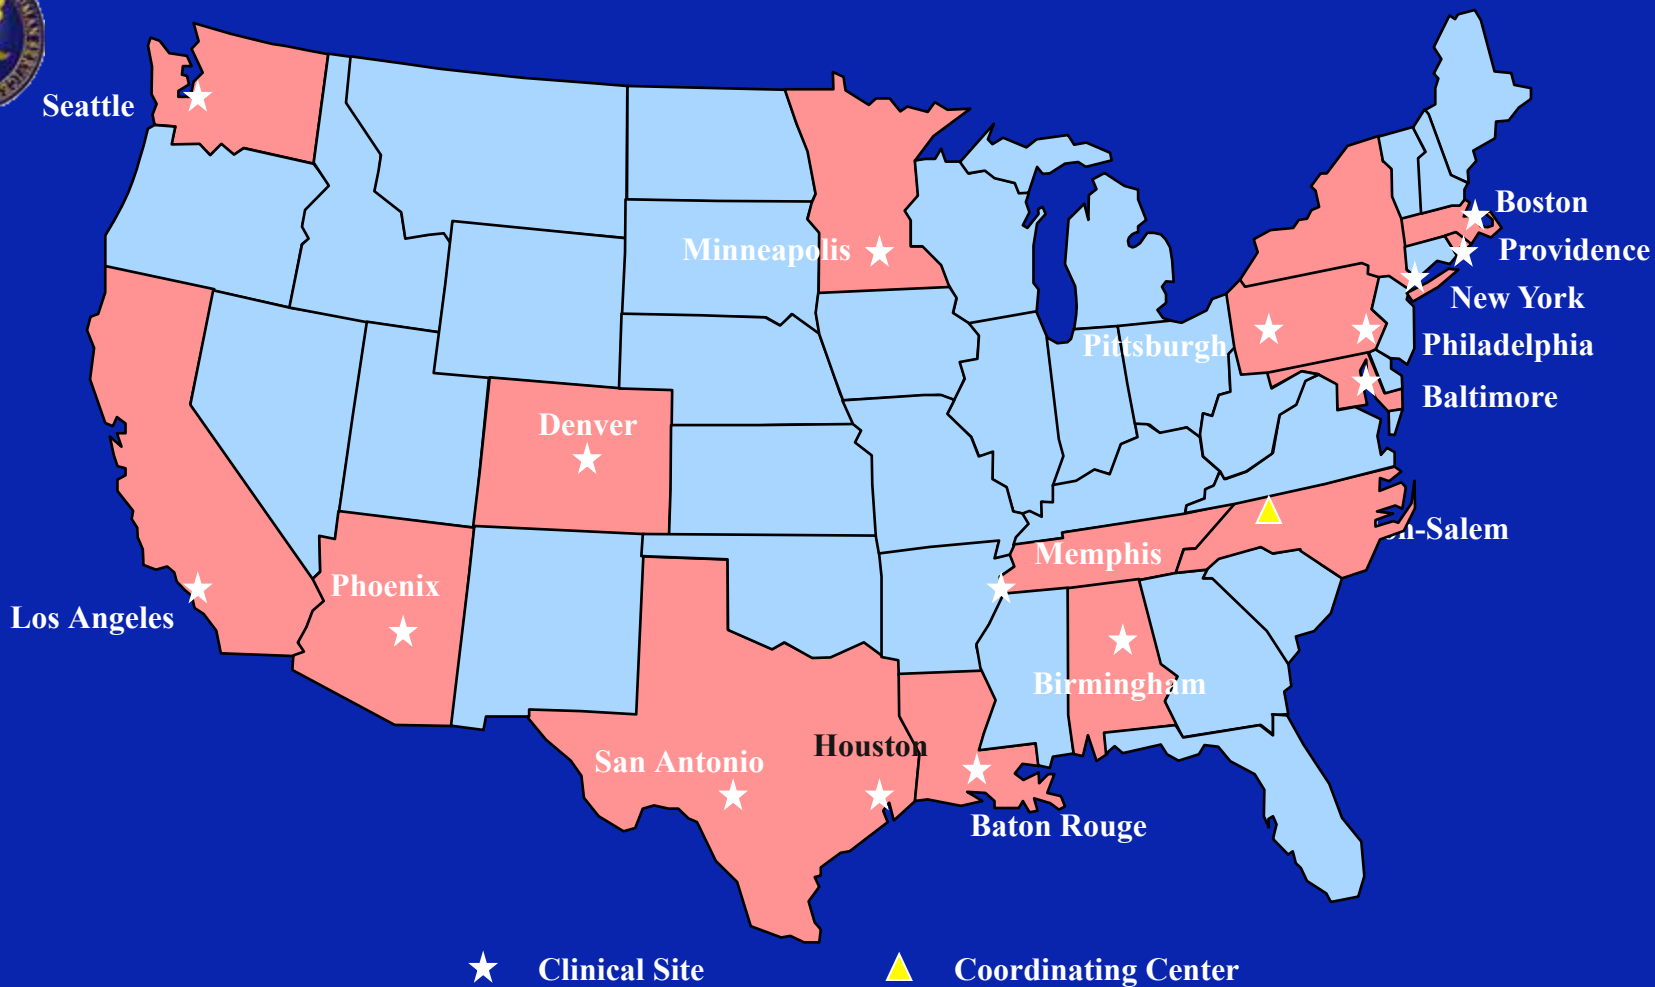 Seattle
Boston
Minneapolis
Providence
New York
Pittsburgh
Philadelphia
Baltimore
Denver
n-Salem
Memphis
Phoenix
Los Angeles
Birmingham
Houston
San Antonio
Baton Rouge
Clinical Site
Coordinating Center